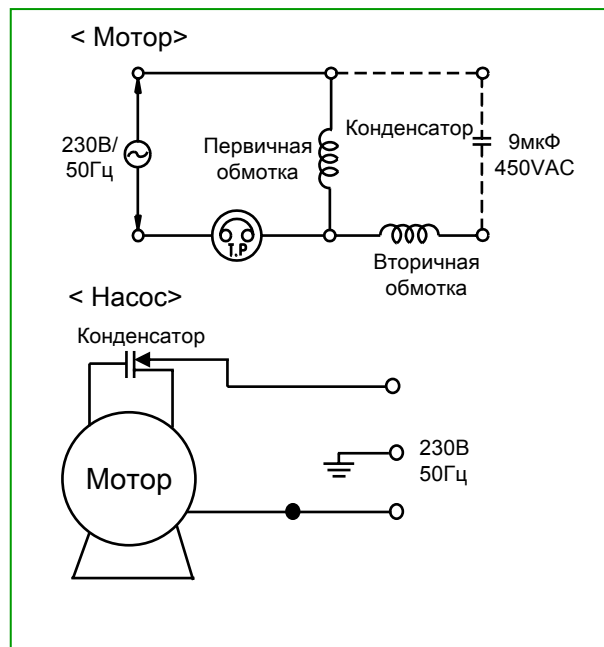 < Мотор>
230В/
50Гц
Первичная
обмотка
Конденсатор
9мкФ
450VAC
T.P
Вторичная
обмотка
< Насос>
Конденсатор
Мотор
230В
50Гц